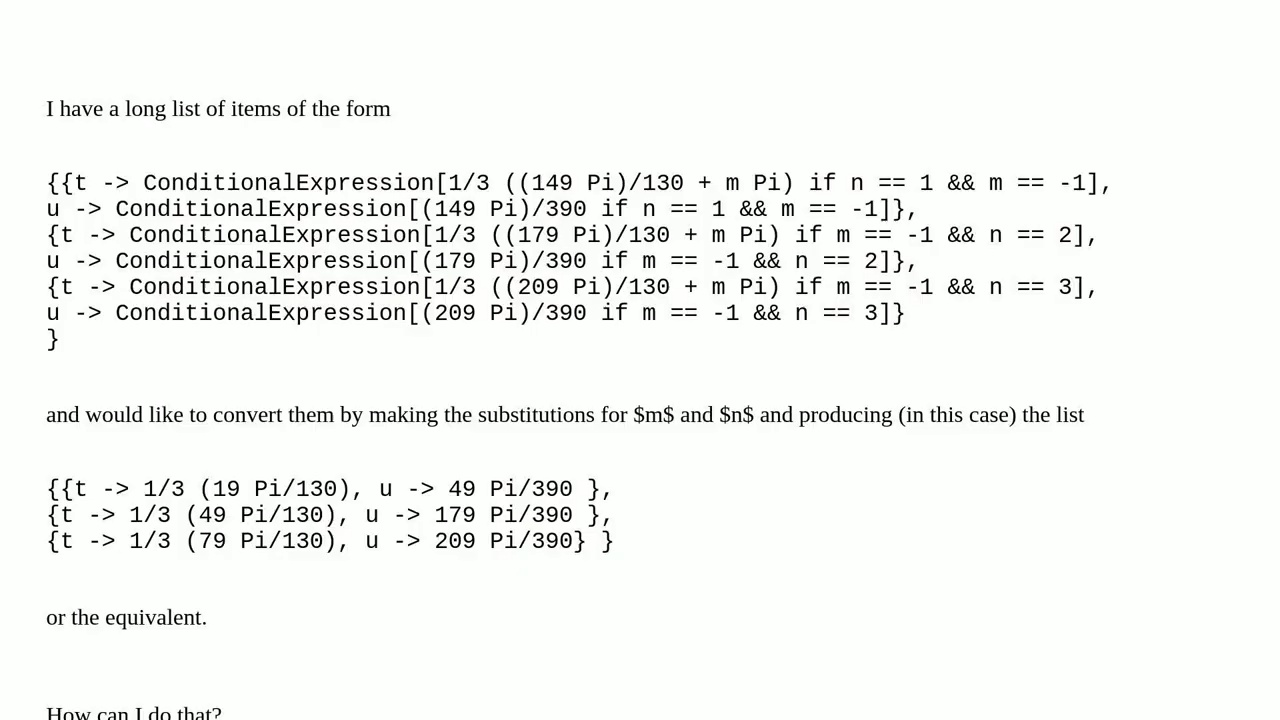 I have a long list of items of the form
{{t -> ConditionalExpression[1/3 ((149 Pi)/130 + m Pi) if n == 1 && m == -1],
u -> ConditionalExpression[(149 Pi)/390 if n == 1 && m == -1]},
{t -> ConditionalExpression[1/3 ((179 Pi)/130 + m Pi) if m == -1 && n == 2],
u -> ConditionalExpression[(179 Pi)/390 if m == -1 && n == 2]},
{t -> ConditionalExpression[1/3 ((209 Pi)/130 + m Pi) if m == -1 && n == 3],
u -> ConditionalExpression[(209 Pi)/390 if m == -1 && n == 3]}
}
and would like to convert them by making the substitutions for $m$ and $n$ and producing (in this case) the list
{{t -> 1/3 (19 Pi/130), u -> 49 Pi/390 },
{t -> 1/3 (49 Pi/130), u -> 179 Pi/390 },
{t -> 1/3 (79 Pi/130), u -> 209 Pi/390} }
or the equivalent.
How can I do that?